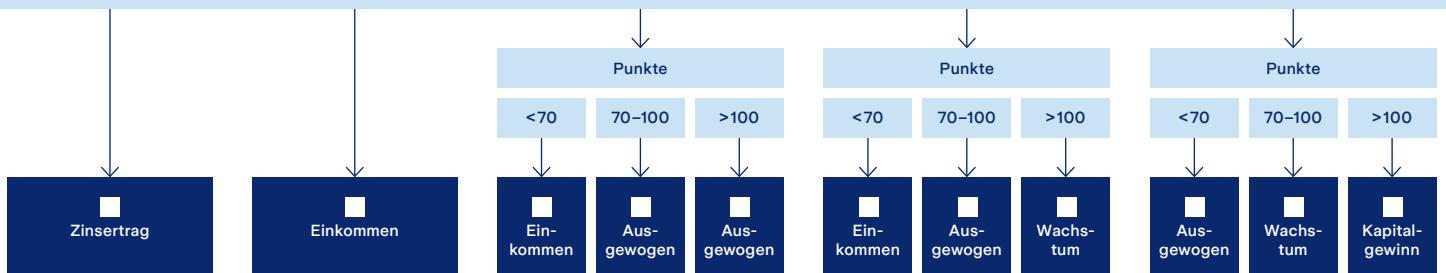 Punkte Punkte Punkte
<70 70–100 >100 <70 70–100 >100 <70 70–100 >100
Zinsertrag
Einkommen
Ein-
kommen
Aus-
gewogen
Aus-
gewogen
Ein-
kommen
Aus-
gewogen
Wachs-
tum
Aus-
gewogen
Wachs-
tum
Kapital-
gewinn